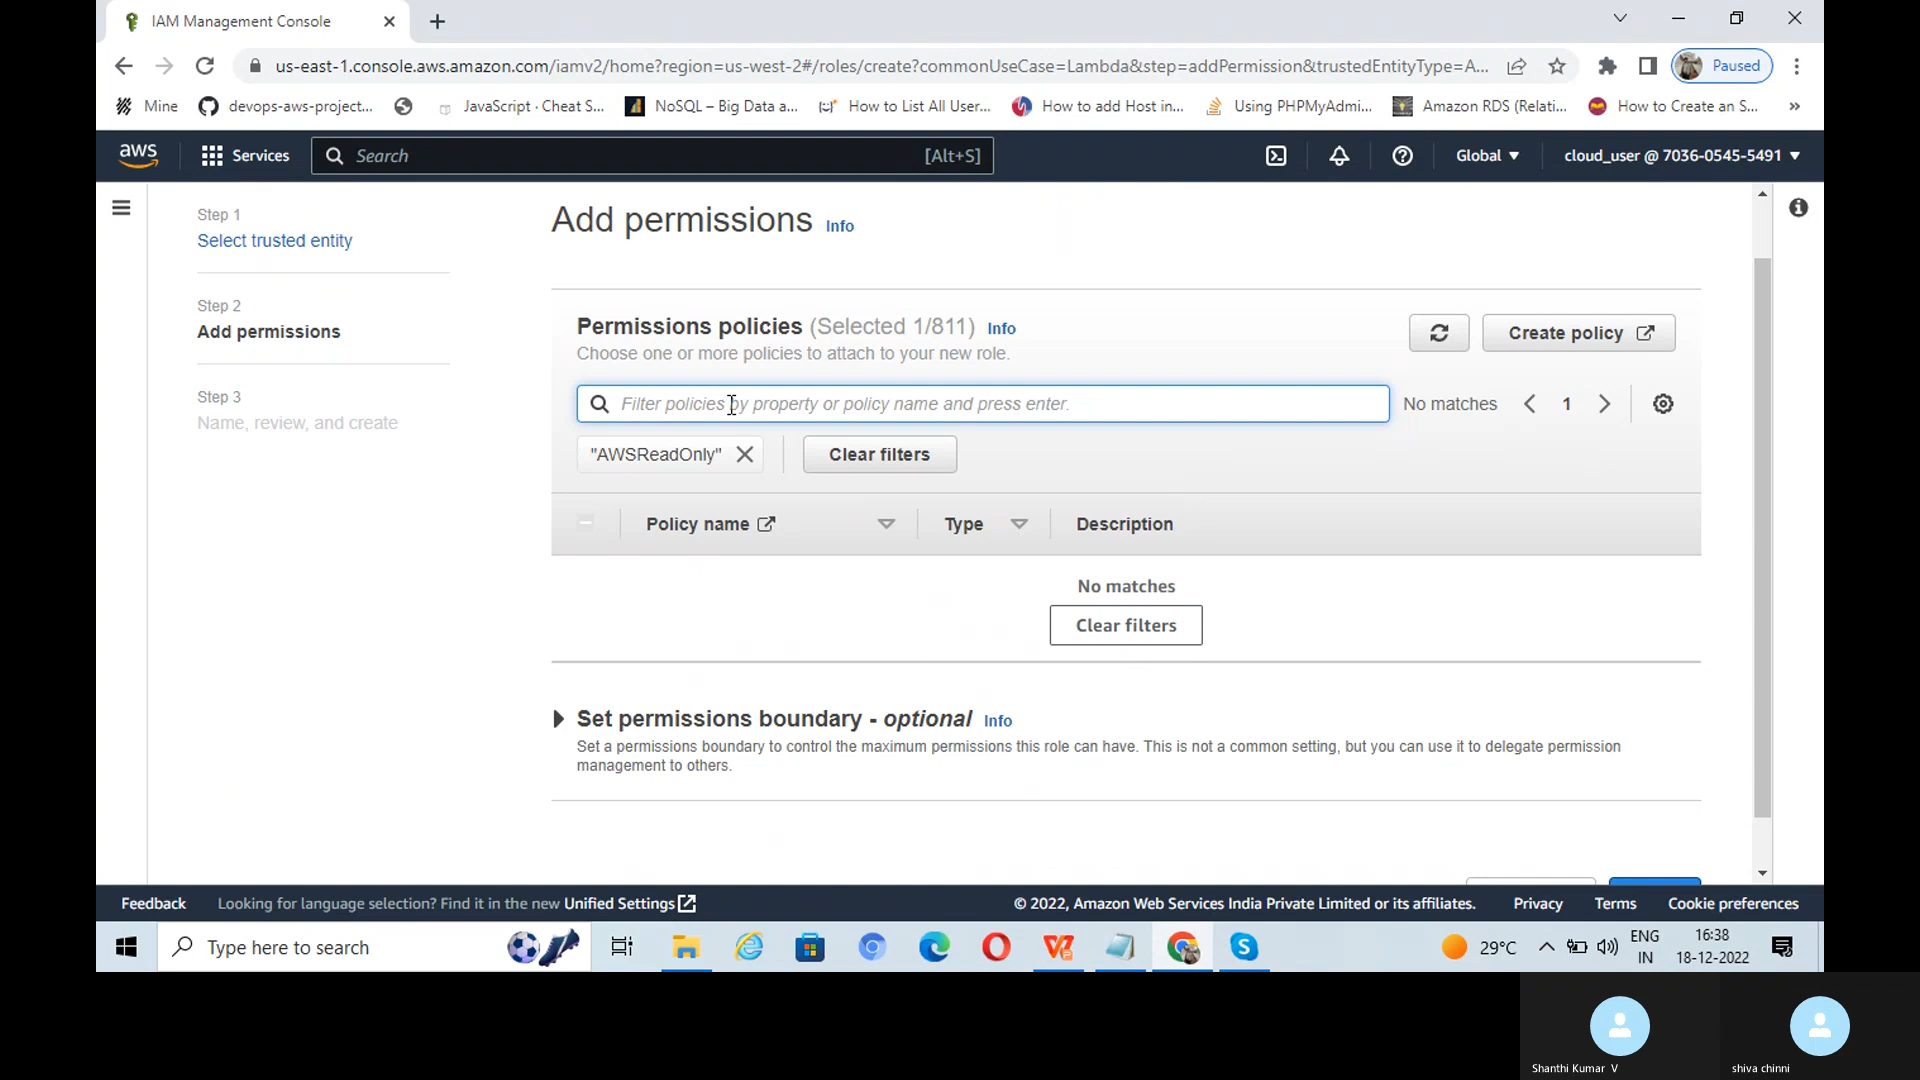 IAM Management Console
us-east-1.console.aws.amazon.com/iamv2/home?region=us-west-2#/roles/create?commonUseCase=Lambda&step=addPermission&trustedEntityType=A...
Paused
Mine
devops-aws-project...
JavaScript · Cheat S...
NoSQL – Big Data a...
How to List All User...
How to add Host in...
Using PHPMyAdmi...
Amazon RDS (Relati...
How to Create an S...
»
aws
Services
Search
[Alt+S]
Global
cloud_user @ 7036-0545-5491
Step 1
Select trusted entity
Step 2
Add permissions
Step 3
Name, review, and create
Add permissions Info
Permissions policies (Selected 1/811) Info
Choose one or more policies to attach to your new role.
Create policy
Filter policies by property or policy name and press enter.
No matches
1
"AWSReadOnly"
Clear filters
Policy name
Type
Description
No matches
Clear filters
Set permissions boundary - optional Info
Set a permissions boundary to control the maximum permissions this role can have. This is not a common setting, but you can use it to delegate permission
management to others.
Feedback
Looking for language selection? Find it in the new Unified Settings
© 2022, Amazon Web Services India Private Limited or its affiliates.
Privacy
Terms
Cookie preferences
Type here to search
29°C
ENG
IN
16:38
18-12-2022
Shanthi Kumar V
shiva chinni